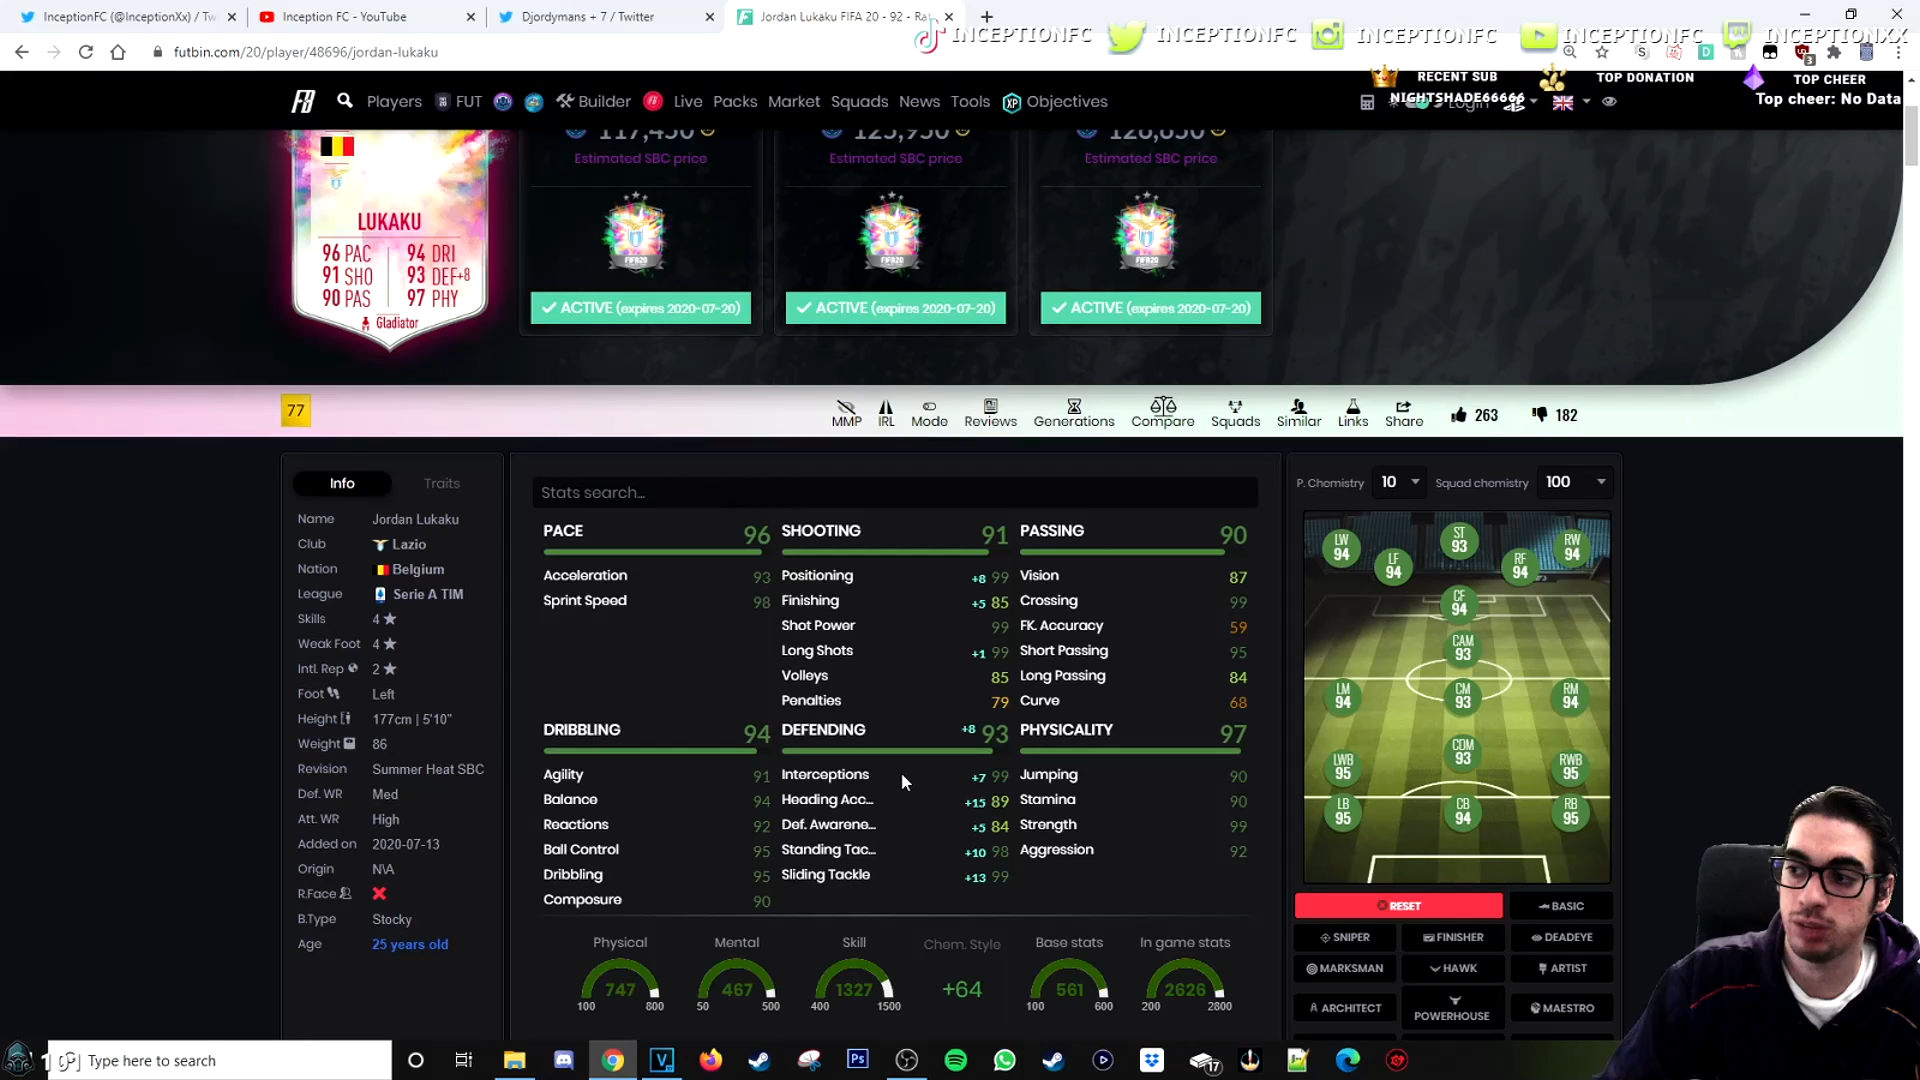 InceptionFC (@InceptionXx) / Tw
Inception FC - YouTube
Djordymans + 7 / Twitter
Jordan Lukaku FIFA 20 - 92 - Ra
futbin.com/20/player/48696/jordan-lukaku
INCEPTIONFC INCEPTIONFC INCEPTIONFC INCEPTIONFC INCEPTIONXX
Players FUT Builder Live Packs Market Squads News Tools XP Objectives
Login
RECENT SUB
NIGHTSHADE66666
TOP DONATION
TOP CHEER
Top cheer: No Data
117,450 125,950 126,650
Estimated SBC price Estimated SBC price Estimated SBC price
LUKAKU
96 PAC 94 DRI
91 SHO 93 DEF+8
90 PAS 97 PHY
Gladiator
FIFA20 FIFA20 FIFA20
ACTIVE (expires 2020-07-20) ACTIVE (expires 2020-07-20) ACTIVE (expires 2020-07-20)
77
MMP IRL Mode Reviews Generations Compare Squads Similar Links Share 263 182
Info Traits
Name Jordan Lukaku
Club Lazio
Nation Belgium
League Serie A TIM
Skills 4
Weak Foot 4
Intl. Rep 2
Foot Left
Height 177cm | 5'10"
Weight 86
Revision Summer Heat SBC
Def. WR Med
Att. WR High
Added on 2020-07-13
Origin N\A
R.Face
B.Type Stocky
Age 25 years old
Stats search...
PACE 96
Acceleration 93
Sprint Speed 98
SHOOTING 91
Positioning +8 99
Finishing +5 85
Shot Power 99
Long Shots +1 99
Volleys 85
Penalties 79
PASSING 90
Vision 87
Crossing 99
FK. Accuracy 59
Short Passing 95
Long Passing 84
Curve 68
DRIBBLING 94
Agility 91
Balance 94
Reactions 92
Ball Control 95
Dribbling 95
Composure 90
DEFENDING +8 93
Interceptions +7 99
Heading Acc... +15 89
Def. Awarene... +5 84
Standing Tac... +10 98
Sliding Tackle +13 99
PHYSICALITY 97
Jumping 90
Stamina 90
Strength 99
Aggression 92
Physical Mental Skill Chem. Style Base stats In game stats
747 467 1327 +64 561 2626
100 800 50 500 400 1500 100 600 200 2800
P. Chemistry 10 Squad chemistry 100
LW 94
ST 93
RW 94
LF 94
RF 94
CF 94
CAM 93
LM 94
CM 93
RM 94
CDM 93
LWB 95
RWB 95
LB 95
CB 94
RB 95
RESET BASIC
SNIPER FINISHER DEADEYE
MARKSMAN HAWK ARTIST
ARCHITECT POWERHOUSE MAESTRO
Type here to search
17